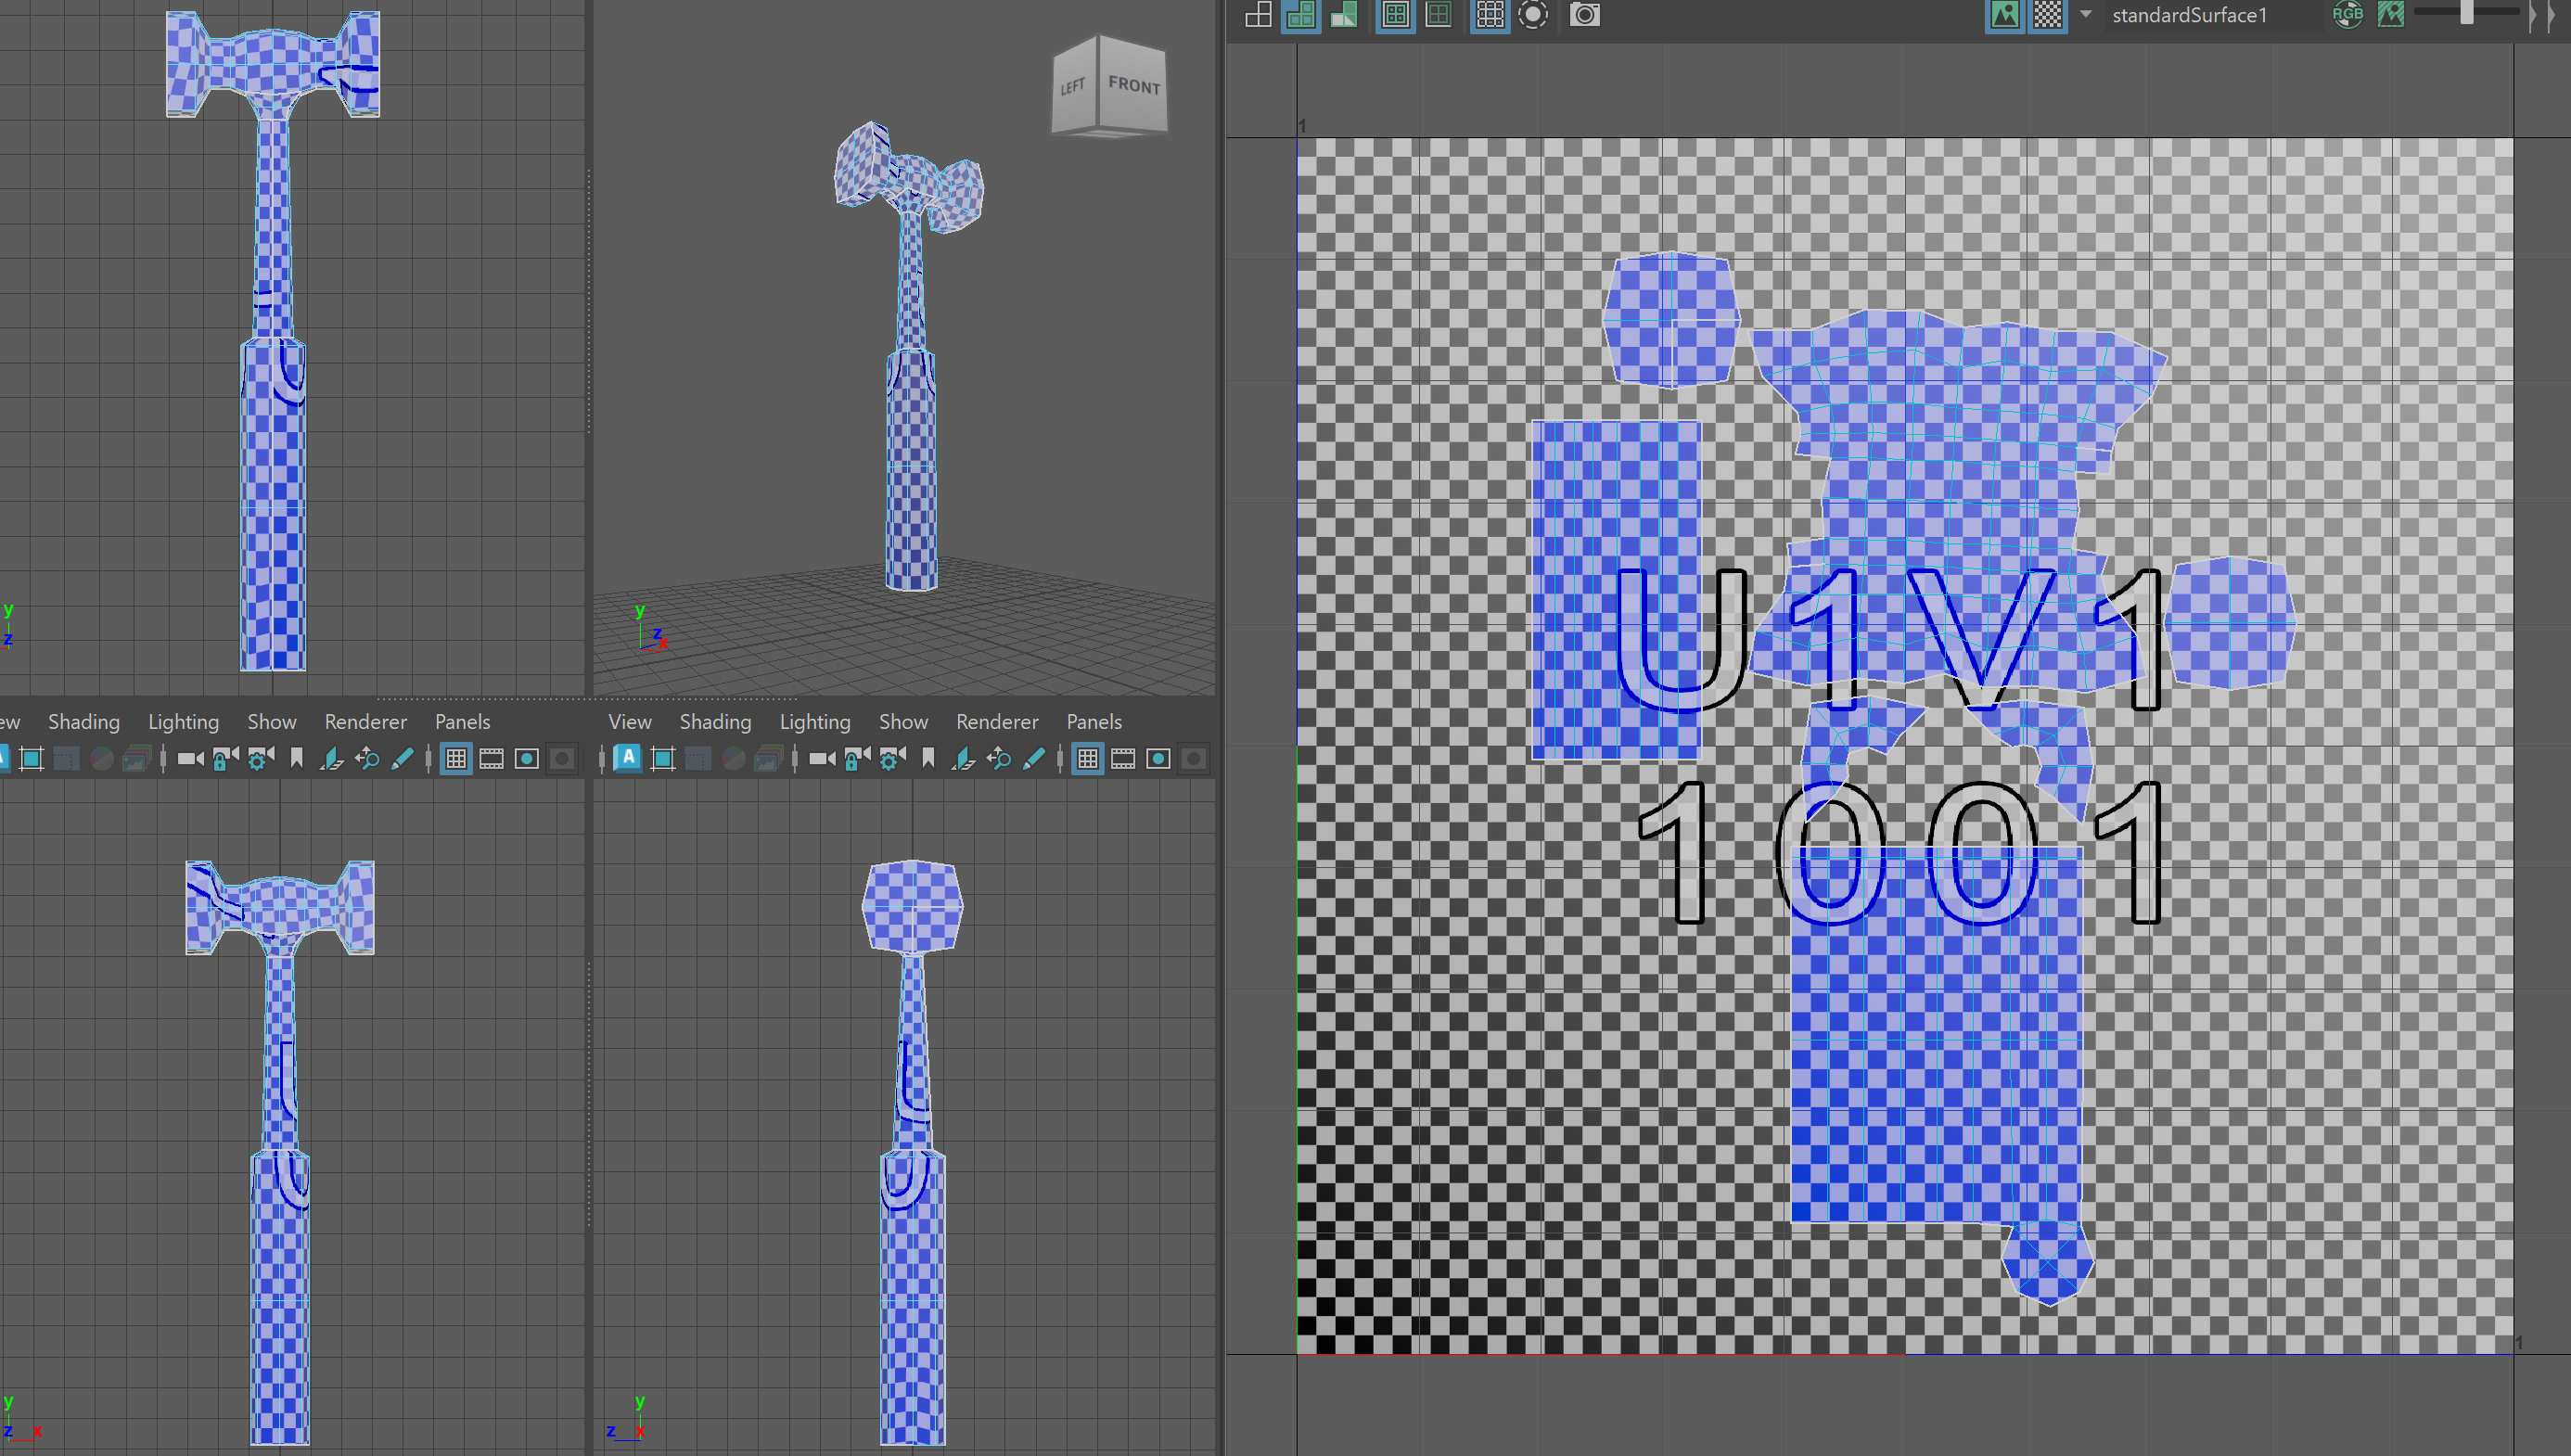 standardSurface1
RGB
LEFT FRONT
1
y
z
y
z
x
U1V1
1001
ew Shading Lighting Show Renderer Panels
View Shading Lighting Show Renderer Panels
A
1
y
z x
y
z x